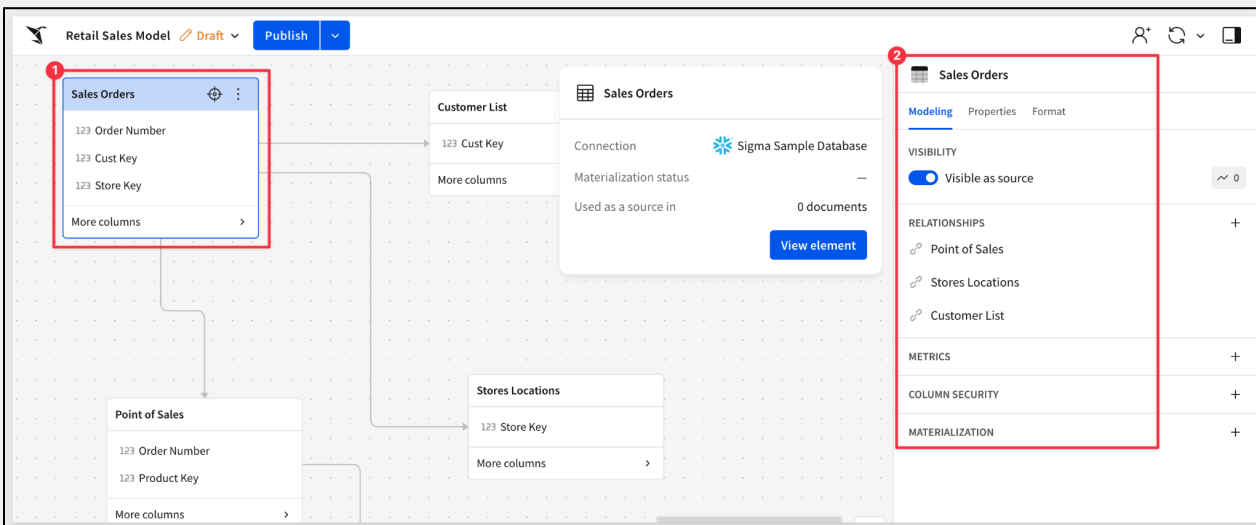 Retail Sales Model Draft Publish
1
Sales Orders
123 Order Number
123 Cust Key
123 Store Key
More columns
Customer List
123 Cust Key
More columns
Sales Orders
Connection Sigma Sample Database
Materialization status —
Used as a source in 0 documents
View element
Point of Sales
123 Order Number
123 Product Key
More columns
Stores Locations
123 Store Key
More columns
2
Sales Orders
Modeling Properties Format
VISIBILITY
Visible as source 0
RELATIONSHIPS +
Point of Sales
Stores Locations
Customer List
METRICS +
COLUMN SECURITY +
MATERIALIZATION +